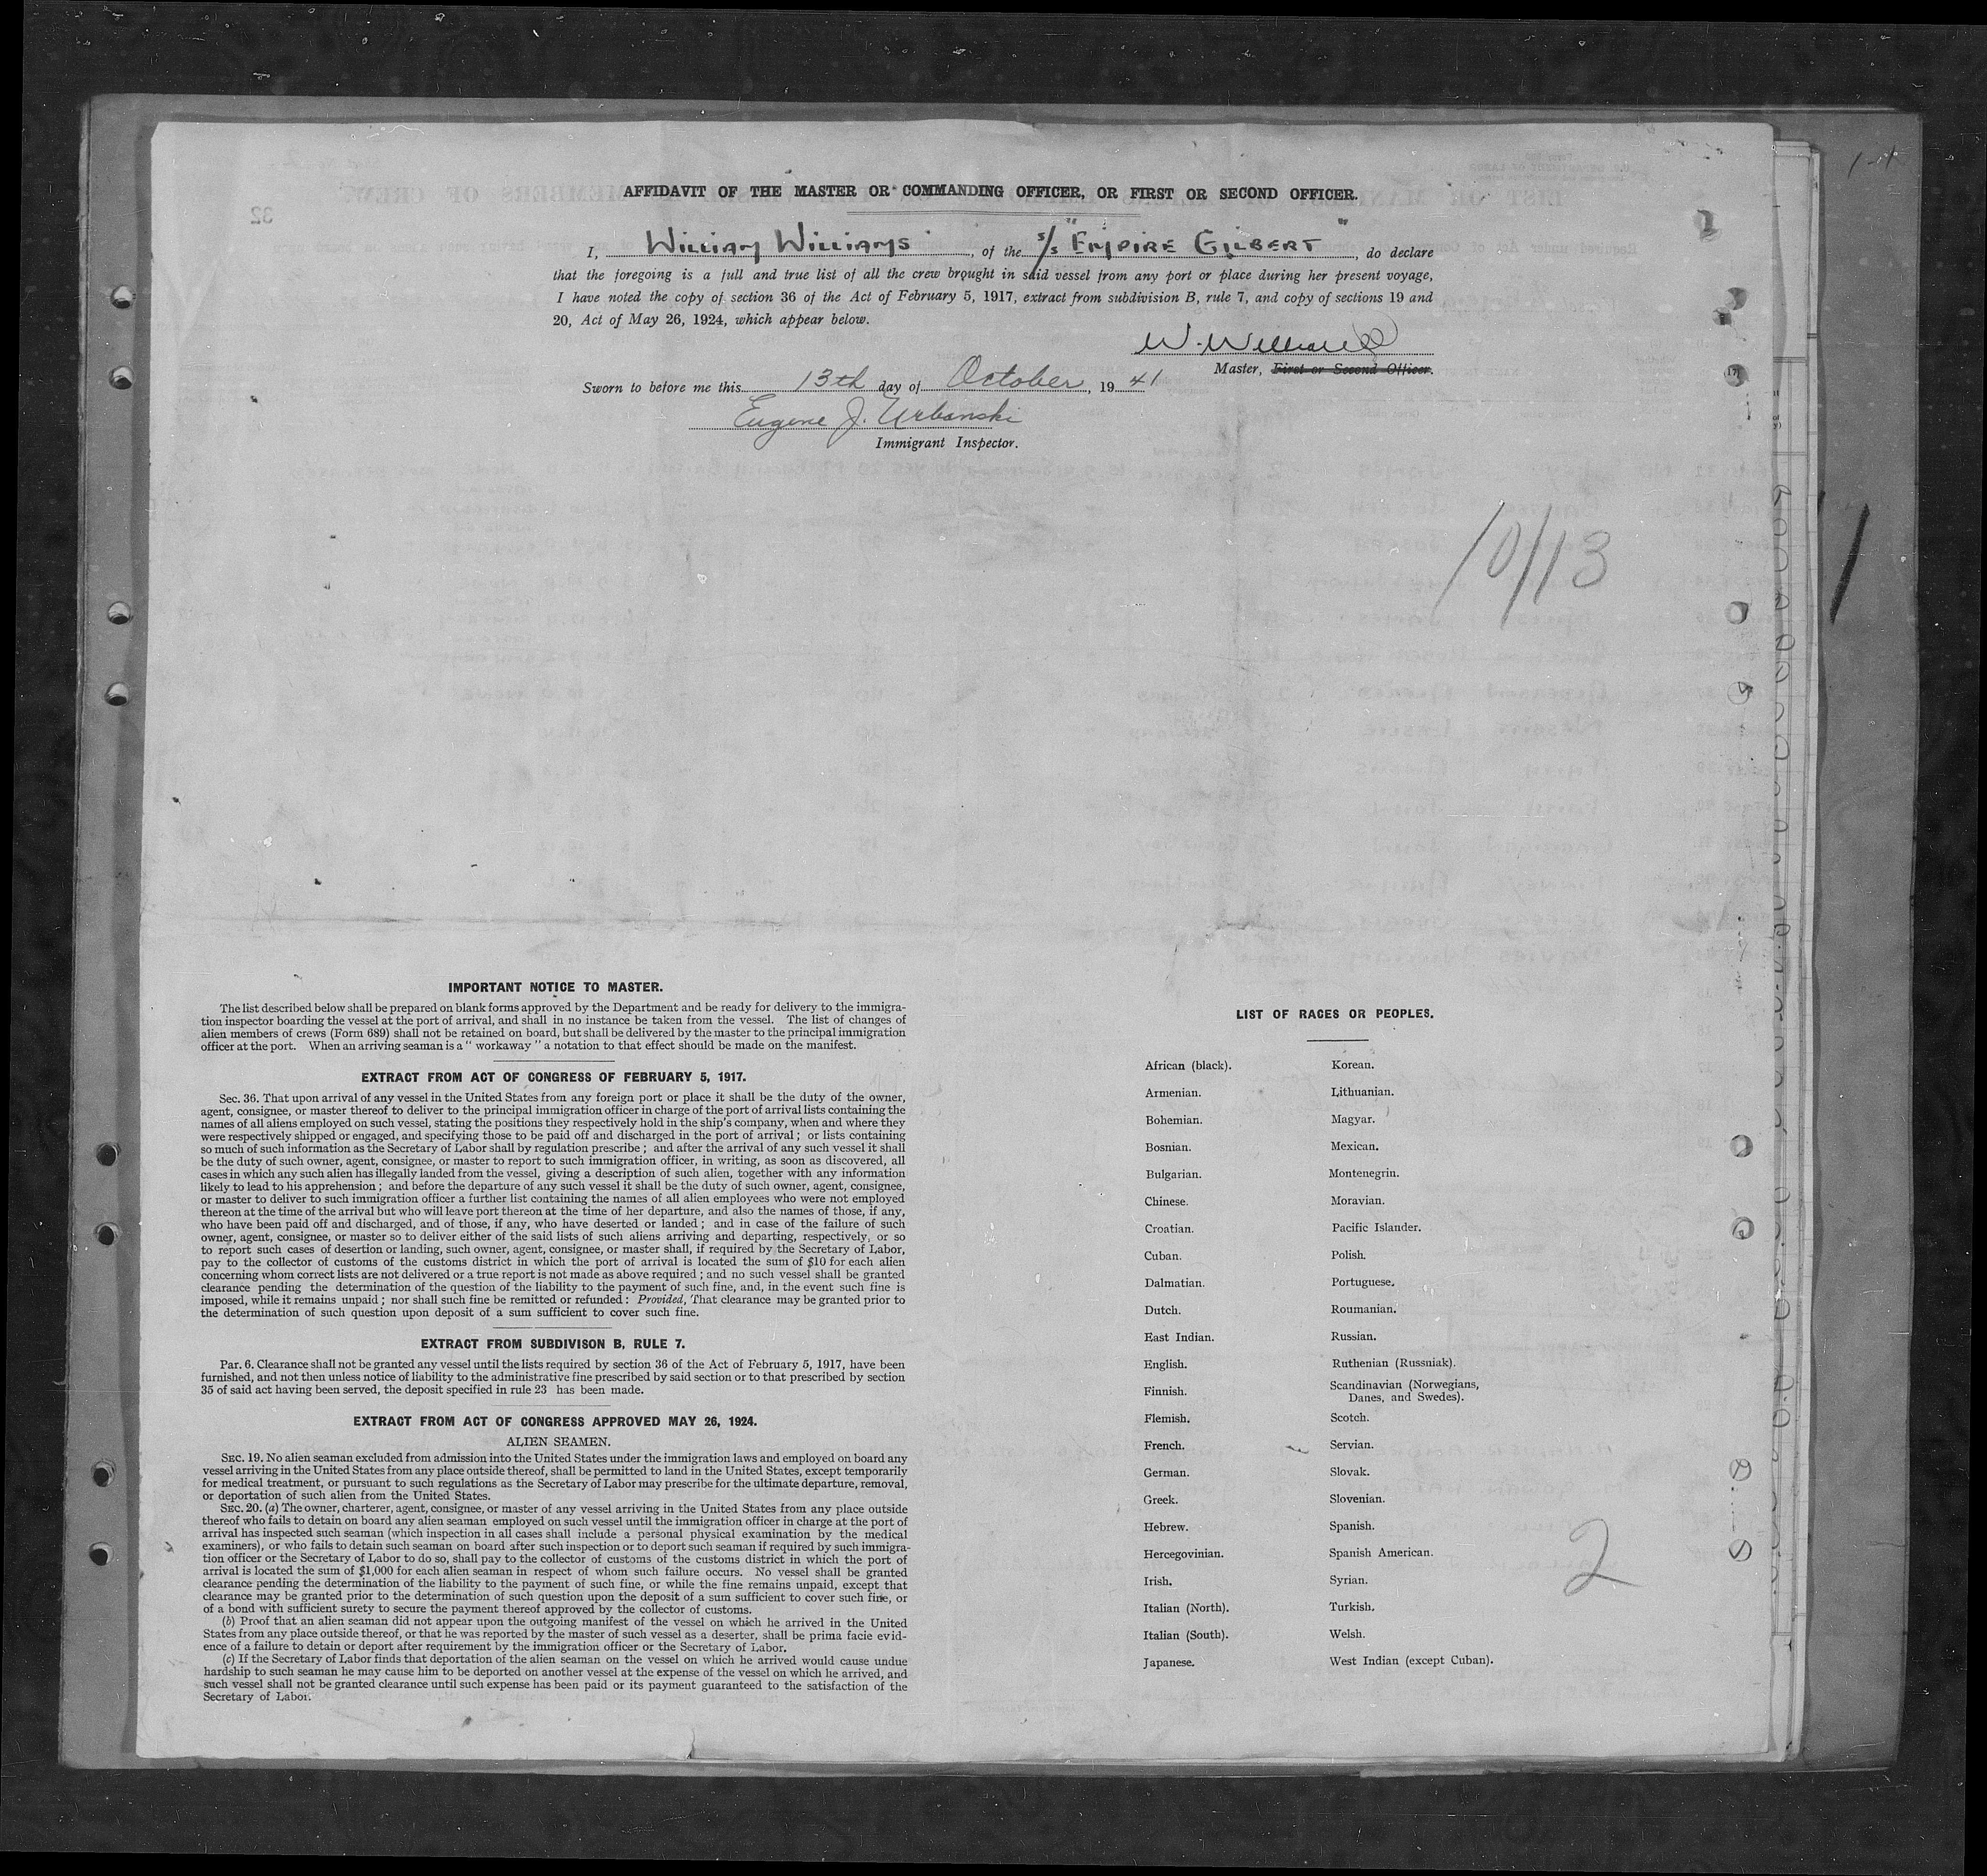 AFFIDAVIT OF THE MASTER OR COMMANDING OFFICER, OR FIRST OR SECOND OFFICER.
I, William Williams, of the s/s "Empire Gilbert", do declare
that the foregoing is a full and true list of all the crew brought in said vessel from any port or place during her present voyage,
I have noted the copy of section 36 of the Act of February 5, 1917, extract from subdivision B, rule 7, and copy of sections 19 and
20, Act of May 26, 1924, which appear below.
W. Williams
Master, First or Second Officer.
Sworn to before me this 13th day of October, 19 41
Eugene J. Urbanski
Immigrant Inspector.
10/13
IMPORTANT NOTICE TO MASTER.
The list described below shall be prepared on blank forms approved by the Department and be ready for delivery to the immigra-
tion inspector boarding the vessel at the port of arrival, and shall in no instance be taken from the vessel. The list of changes of
alien members of crews (Form 689) shall not be retained on board, but shall be delivered by the master to the principal immigration
officer at the port. When an arriving seaman is a "workaway" a notation to that effect should be made on the manifest.
EXTRACT FROM ACT OF CONGRESS OF FEBRUARY 5, 1917.
Sec. 36. That upon arrival of any vessel in the United States from any foreign port or place it shall be the duty of the owner,
agent, consignee, or master thereof to deliver to the principal immigration officer in charge of the port of arrival lists containing the
names of all aliens employed on such vessel, stating the positions they respectively hold in the ship's company, when and where they
were respectively shipped or engaged, and specifying those to be paid off and discharged in the port of arrival; or lists containing
so much of such information as the Secretary of Labor shall by regulation prescribe; and after the arrival of any such vessel it shall
be the duty of such owner, agent, consignee, or master to report to such immigration officer, in writing, as soon as discovered, all
cases in which any such alien has illegally landed from the vessel, giving a description of such alien, together with any information
likely to lead to his apprehension; and before the departure of any such vessel it shall be the duty of such owner, agent, consignee,
or master to deliver to such immigration officer a further list containing the names of all alien employees who were not employed
thereon at the time of the arrival but who will leave port thereon at the time of her departure, and also the names of those, if any,
who have been paid off and discharged, and of those, if any, who have deserted or landed; and in case of the failure of such
owner, agent, consignee, or master so to deliver either of the said lists of such aliens arriving and departing, respectively, or so
to report such cases of desertion or landing, such owner, agent, consignee, or master shall, if required by the Secretary of Labor,
pay to the collector of customs of the customs district in which the port of arrival is located the sum of $10 for each alien
concerning whom correct lists are not delivered or a true report is not made as above required; and no such vessel shall be granted
clearance pending the determination of the question of the liability to the payment of such fine, and, in the event such fine is
imposed, while it remains unpaid; nor shall such fine be remitted or refunded: Provided, That clearance may be granted prior to
the determination of such question upon deposit of a sum sufficient to cover such fine.
EXTRACT FROM SUBDIVISON B, RULE 7.
Par. 6. Clearance shall not be granted any vessel until the lists required by section 36 of the Act of February 5, 1917, have been
furnished, and not then unless notice of liability to the administrative fine prescribed by said section or to that prescribed by section
35 of said act having been served, the deposit specified in rule 23 has been made.
EXTRACT FROM ACT OF CONGRESS APPROVED MAY 26, 1924.
ALIEN SEAMEN.
SEC. 19. No alien seaman excluded from admission into the United States under the immigration laws and employed on board any
vessel arriving in the United States from any place outside thereof, shall be permitted to land in the United States, except temporarily
for medical treatment, or pursuant to such regulations as the Secretary of Labor may prescribe for the ultimate departure, removal,
or deportation of such alien from the United States.
SEC. 20. (a) The owner, charterer, agent, consignee, or master of any vessel arriving in the United States from any place outside
thereof who fails to detain on board any alien seaman employed on such vessel until the immigration officer in charge at the port of
arrival has inspected such seaman (which inspection in all cases shall include a personal physical examination by the medical
examiners), or who fails to detain such seaman on board after such inspection or to deport such seaman if required by such immigra-
tion officer or the Secretary of Labor to do so, shall pay to the collector of customs of the customs district in which the port of
arrival is located the sum of $1,000 for each alien seaman in respect of whom such failure occurs. No vessel shall be granted
clearance pending the determination of the liability to the payment of such fine, or while the fine remains unpaid, except that
clearance may be granted prior to the determination of such question upon the deposit of a sum sufficient to cover such fine, or
of a bond with sufficient surety to secure the payment thereof approved by the collector of customs.
(b) Proof that an alien seaman did not appear upon the outgoing manifest of the vessel on which he arrived in the United
States from any place outside thereof, or that he was reported by the master of such vessel as a deserter, shall be prima facie evid-
ence of a failure to detain or deport after requirement by the immigration officer or the Secretary of Labor.
(c) If the Secretary of Labor finds that deportation of the alien seaman on the vessel on which he arrived would cause undue
hardship to such seaman he may cause him to be deported on another vessel at the expense of the vessel on which he arrived, and
such vessel shall not be granted clearance until such expense has been paid or its payment guaranteed to the satisfaction of the
Secretary of Labor.
LIST OF RACES OR PEOPLES.
African (black). Korean.
Armenian. Lithuanian.
Bohemian. Magyar.
Bosnian. Mexican.
Bulgarian. Montenegrin.
Chinese. Moravian.
Croatian. Pacific Islander.
Cuban. Polish.
Dalmatian. Portuguese.
Dutch. Roumanian.
East Indian. Russian.
English. Ruthenian (Russniak).
Finnish. Scandinavian (Norwegians,
Danes, and Swedes).
Flemish. Scotch.
French. Servian.
German. Slovak.
Greek. Slovenian.
Hebrew. Spanish.
Hercegovinian. Spanish American.
Irish. Syrian.
Italian (North). Turkish.
Italian (South). Welsh.
Japanese. West Indian (except Cuban).
2